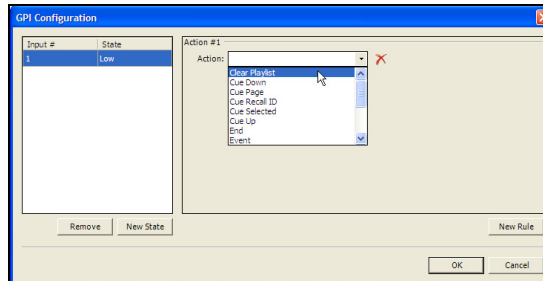 GPI Configuration
Input # State
1 Low
Action #1
Action:
Clear Playlist
Cue Down
Cue Page
Cue Recall ID
Cue Selected
Cue Up
End
Event
Remove New State
New Rule
OK Cancel